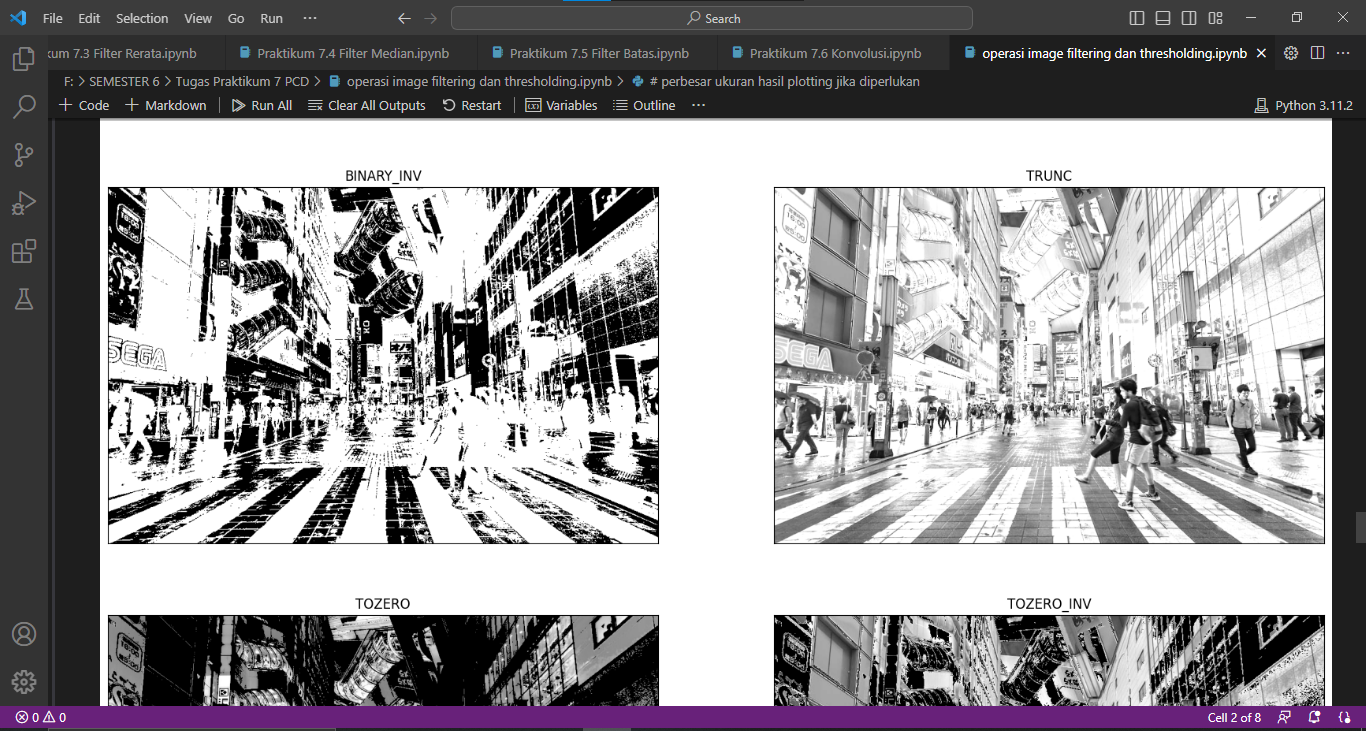 File Edit Selection View Go Run ··· Search
kum 7.3 Filter Rerata.ipynb Praktikum 7.4 Filter Median.ipynb Praktikum 7.5 Filter Batas.ipynb Praktikum 7.6 Konvolusi.ipynb operasi image filtering dan thresholding.ipynb
F: > SEMESTER 6 > Tugas Praktikum 7 PCD > operasi image filtering dan thresholding.ipynb > # perbesar ukuran hasil plotting jika diperlukan
Code Markdown Run All Clear All Outputs Restart Variables Outline ··· Python 3.11.2
BINARY_INV TRUNC
SEGA SEGA
TOZERO TOZERO_INV
0 0 Cell 2 of 8